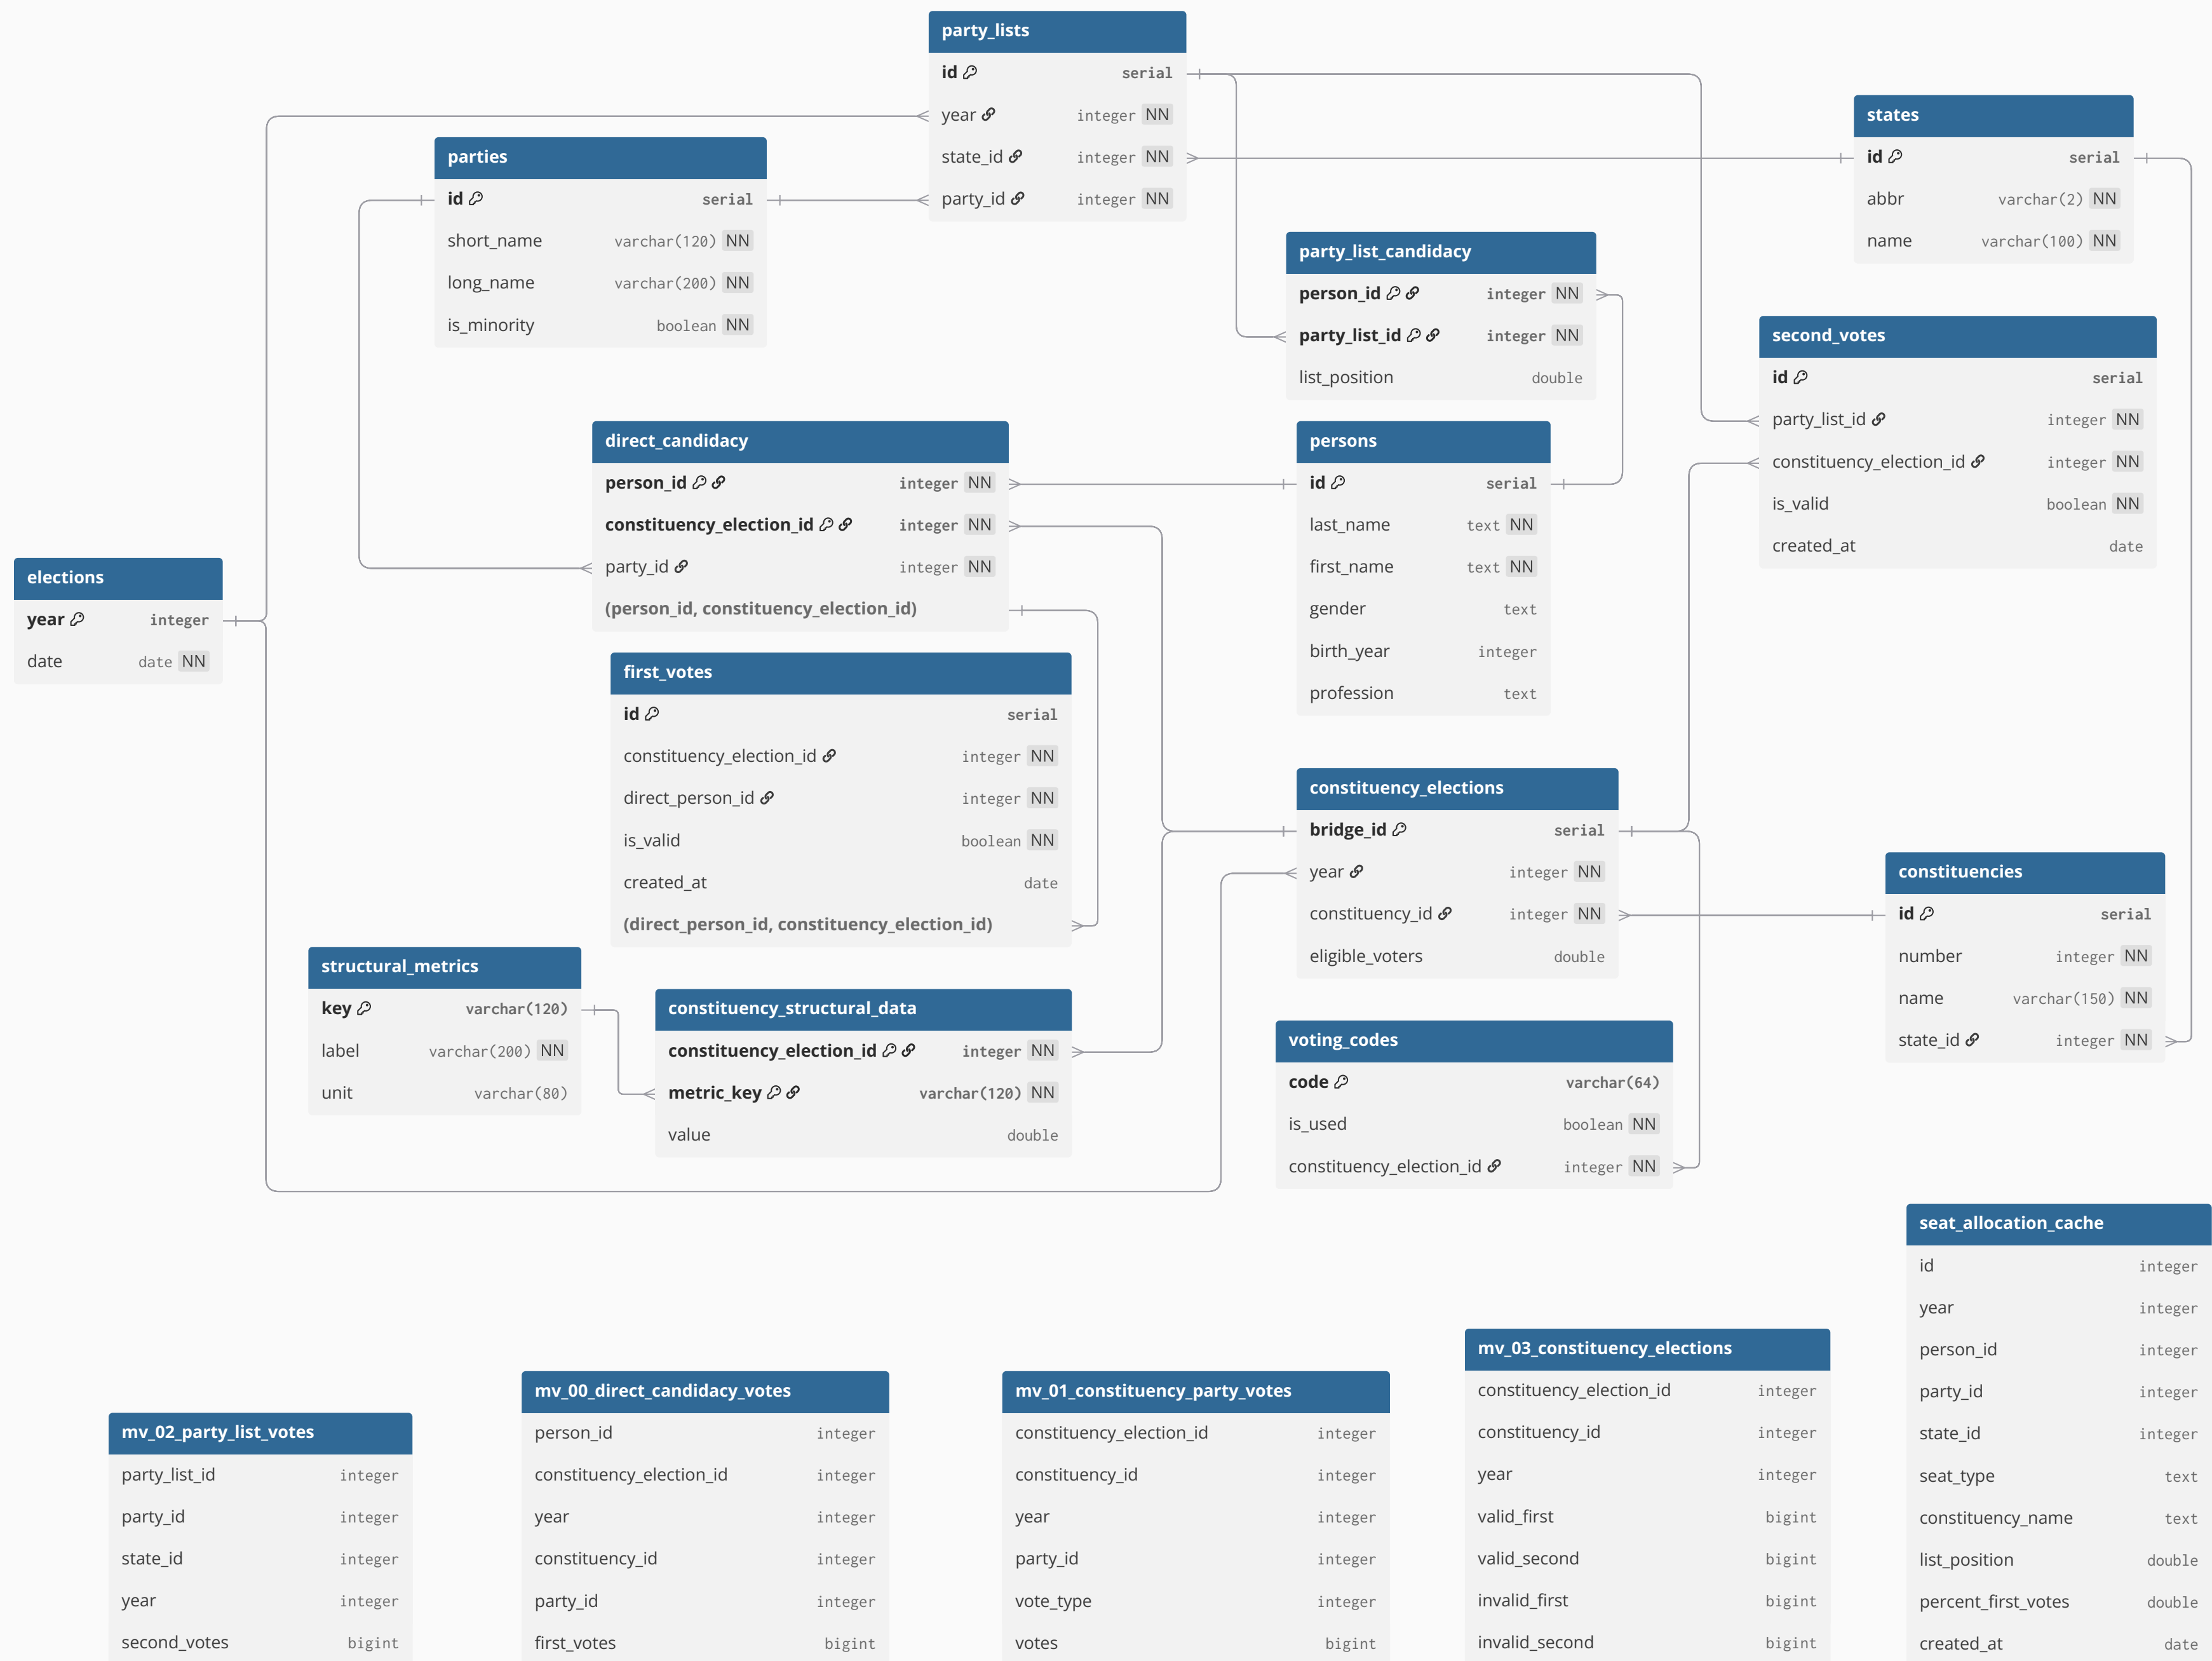 party_lists
id serial
year integer NN
state_id integer NN
party_id integer NN
states
id serial
abbr varchar(2) NN
name varchar(100) NN
parties
id serial
short_name varchar(120) NN
long_name varchar(200) NN
is_minority boolean NN
party_list_candidacy
person_id integer NN
party_list_id integer NN
list_position double
second_votes
id serial
party_list_id integer NN
constituency_election_id integer NN
is_valid boolean NN
created_at date
direct_candidacy
person_id integer NN
constituency_election_id integer NN
party_id integer NN
(person_id, constituency_election_id)
persons
id serial
last_name text NN
first_name text NN
gender text
birth_year integer
profession text
elections
year integer
date date NN
first_votes
id serial
constituency_election_id integer NN
direct_person_id integer NN
is_valid boolean NN
created_at date
(direct_person_id, constituency_election_id)
constituency_elections
bridge_id serial
year integer NN
constituency_id integer NN
eligible_voters double
constituencies
id serial
number integer NN
name varchar(150) NN
state_id integer NN
structural_metrics
key varchar(120)
label varchar(200) NN
unit varchar(80)
constituency_structural_data
constituency_election_id integer NN
metric_key varchar(120) NN
value double
voting_codes
code varchar(64)
is_used boolean NN
constituency_election_id integer NN
seat_allocation_cache
id integer
year integer
person_id integer
party_id integer
state_id integer
seat_type text
constituency_name text
list_position double
percent_first_votes double
created_at date
mv_03_constituency_elections
constituency_election_id integer
constituency_id integer
year integer
valid_first bigint
valid_second bigint
invalid_first bigint
invalid_second bigint
mv_00_direct_candidacy_votes
person_id integer
constituency_election_id integer
year integer
constituency_id integer
party_id integer
first_votes bigint
mv_01_constituency_party_votes
constituency_election_id integer
constituency_id integer
year integer
party_id integer
vote_type integer
votes bigint
mv_02_party_list_votes
party_list_id integer
party_id integer
state_id integer
year integer
second_votes bigint